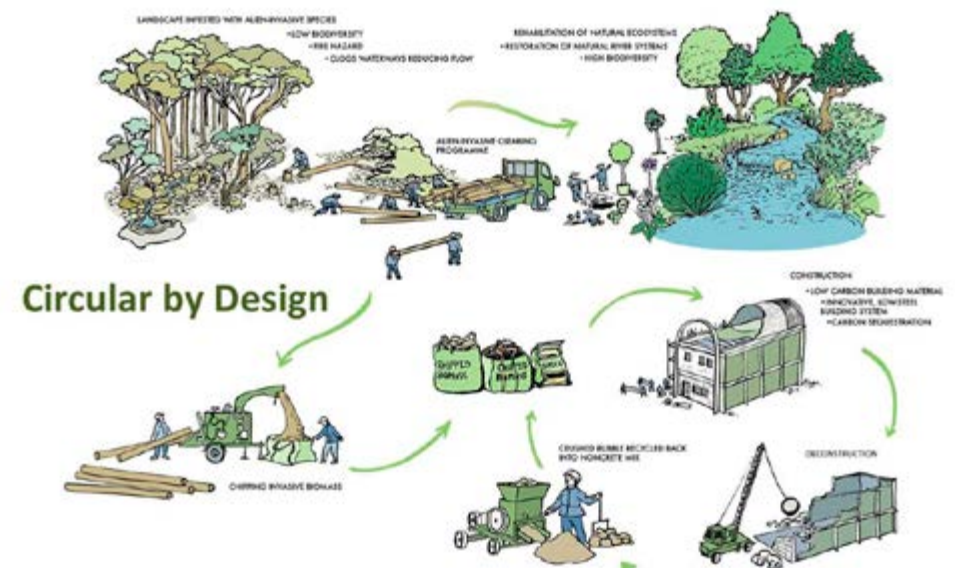 LANDSCAPE INFESTED WITH ALIEN-INVASIVE SPECIES
•LOW BIODIVERSITY
•FIRE HAZARD
•CLOGS WATERWAYS REDUCING FLOW
REHABILITATION OF NATURAL ECOSYSTEMS
•RESTORATION OF NATURAL RIVER SYSTEMS
•HIGH BIODIVERSITY
ALIEN-INVASIVE CLEARING
PROGRAMME
Circular by Design
CONSTRUCTION
•LOW CARBON BUILDING MATERIAL
•INNOVATIVE, LOW STEEL
BUILDING SYSTEM
•CARBON SEQUESTRATION
CHIPPED
BIOMASS
CHIPPED
BIOMASS
CHIPPING INVASIVE BIOMASS
CRUSHED RUBBLE RECYCLED BACK
INTO NONCRETE MIX
DECONSTRUCTION